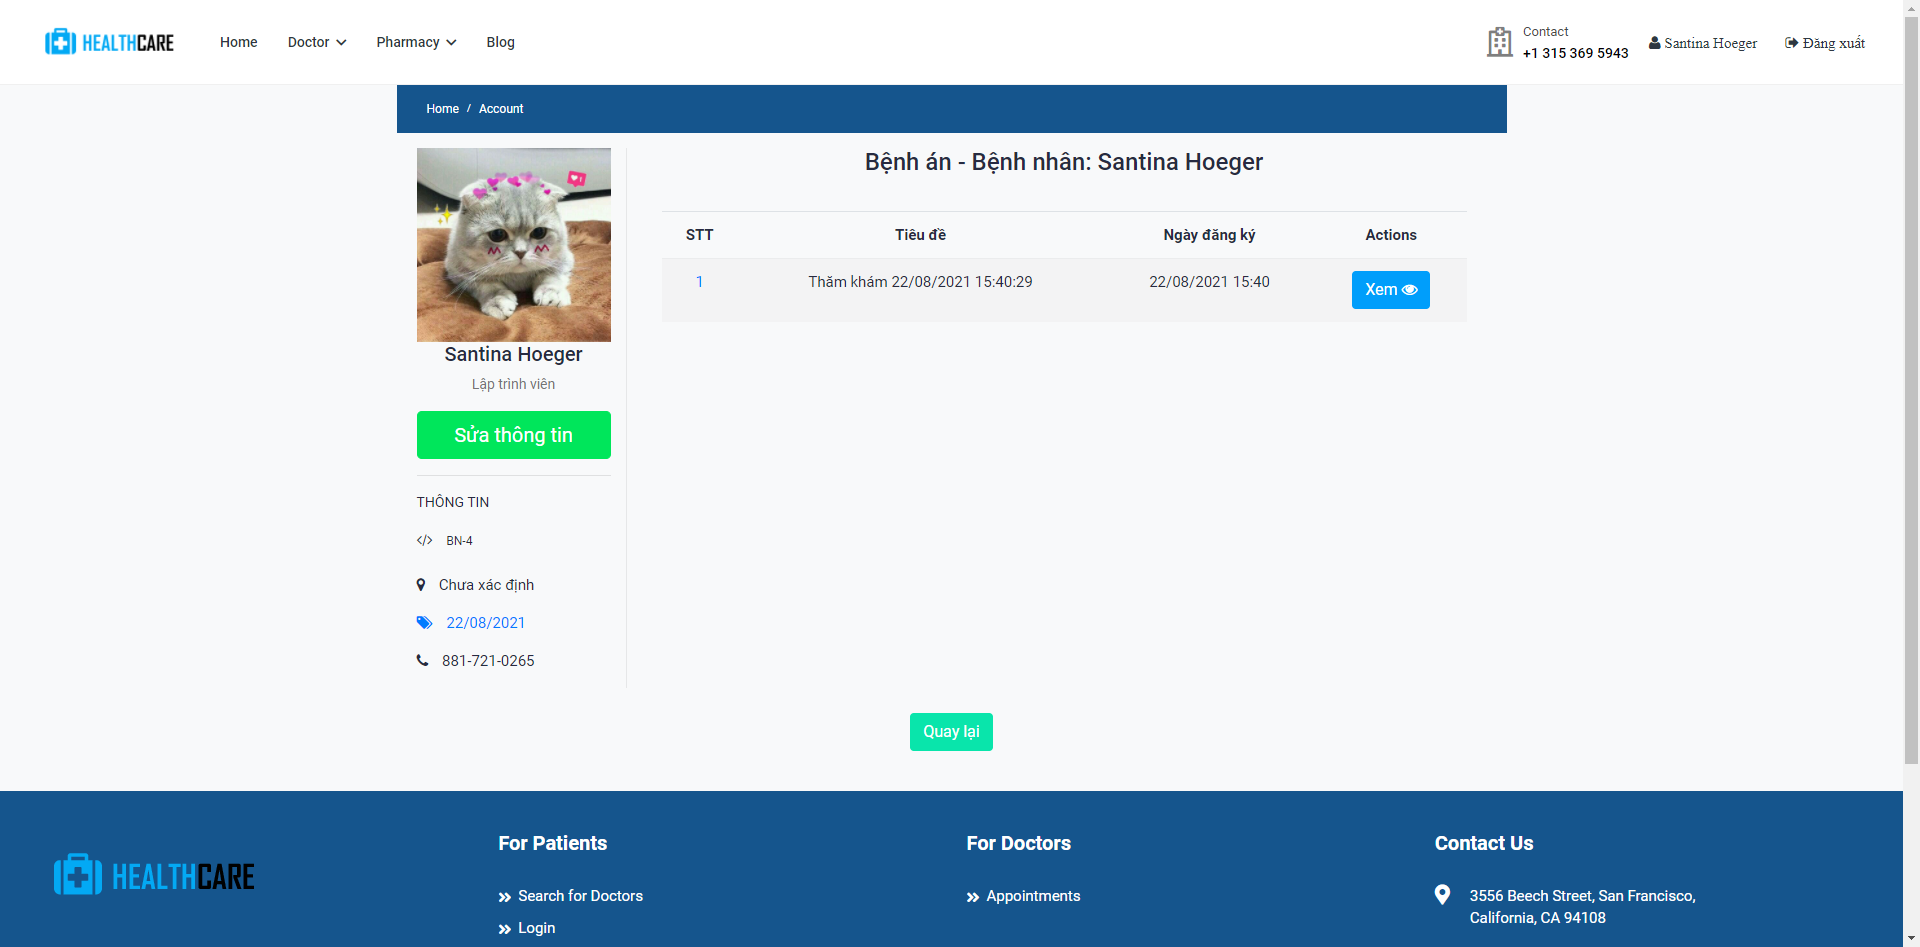 HEALTHCARE
Home
Doctor
Pharmacy
Blog
Contact
+1 315 369 5943
Santina Hoeger
Đăng xuất
Home / Account
Bệnh án - Bệnh nhân: Santina Hoeger
STT Tiêu đề Ngày đăng ký Actions
1 Thăm khám 22/08/2021 15:40:29 22/08/2021 15:40 Xem
Santina Hoeger
Lập trình viên
Sửa thông tin
THÔNG TIN
BN-4
Chưa xác định
22/08/2021
881-721-0265
Quay lại
HEALTHCARE
For Patients
Search for Doctors
Login
For Doctors
Appointments
Contact Us
3556 Beech Street, San Francisco,
California, CA 94108